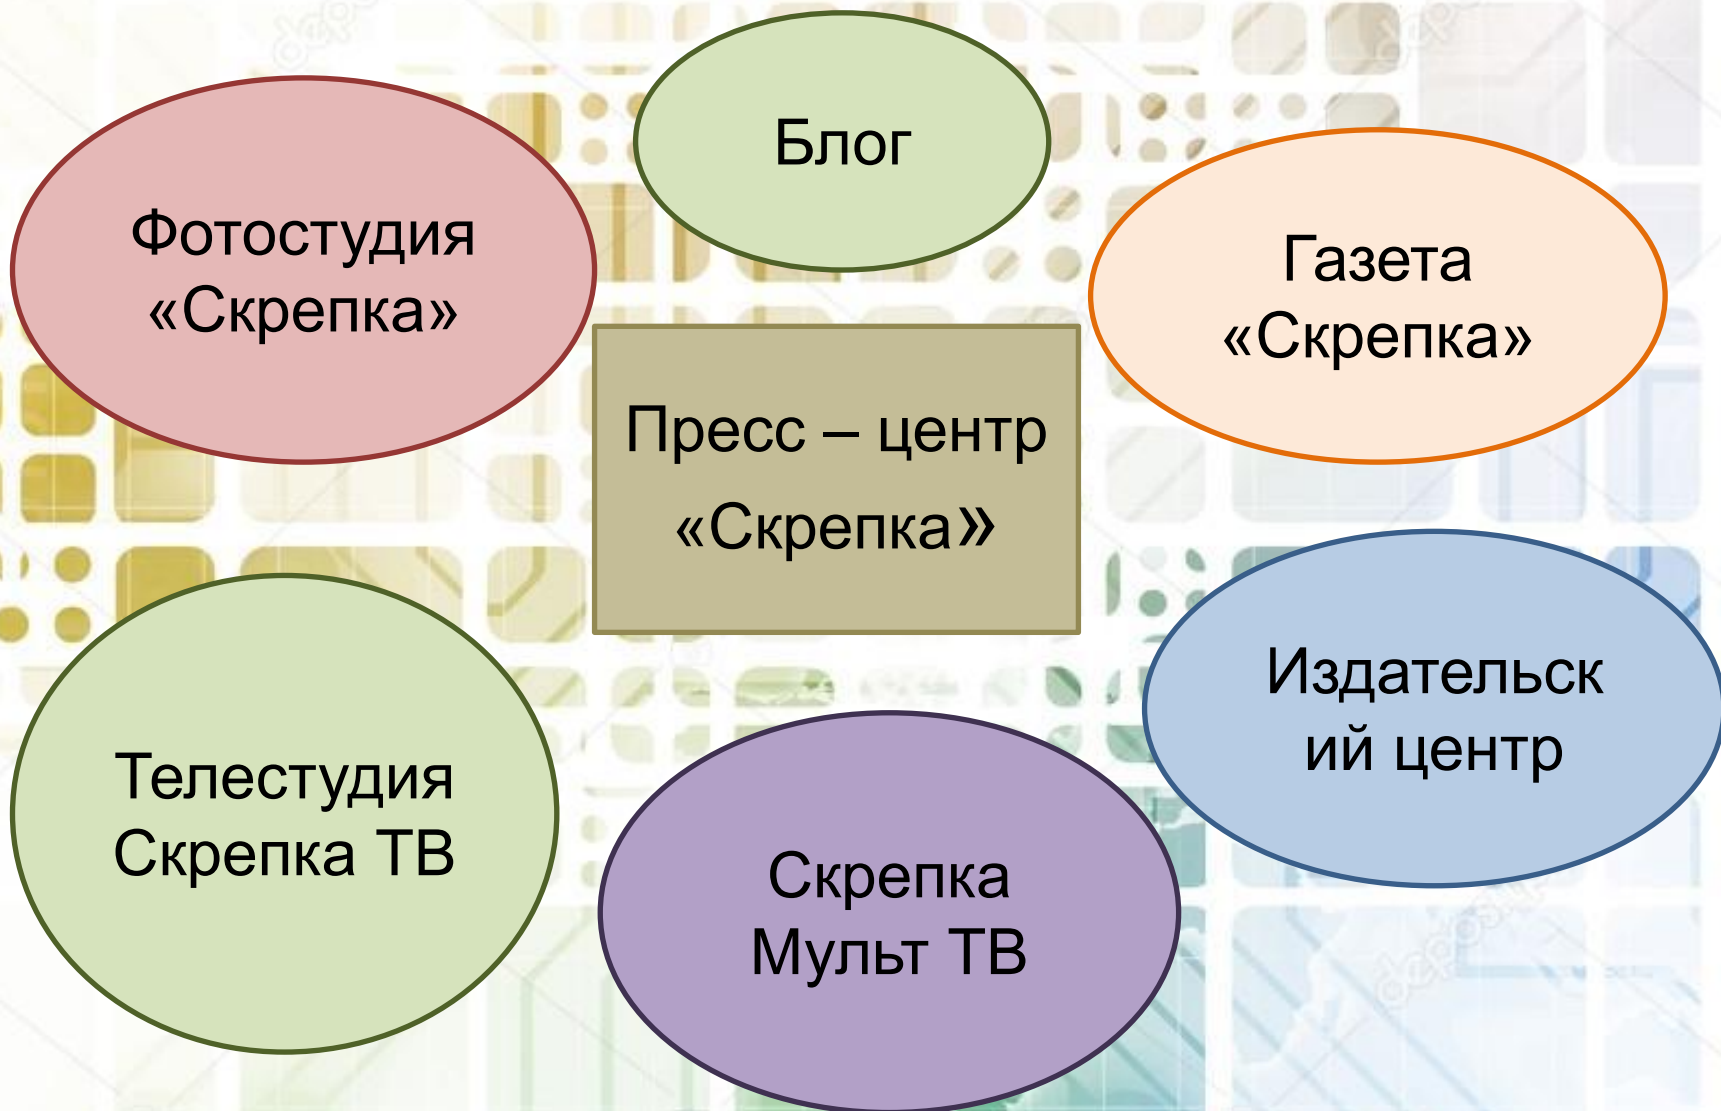 Блог
Фотостудия
«Скрепка»
Газета
«Скрепка»
Пресс – центр
«Скрепка»
Издательск
ий центр
Телестудия
Скрепка ТВ
Скрепка
Мульт ТВ